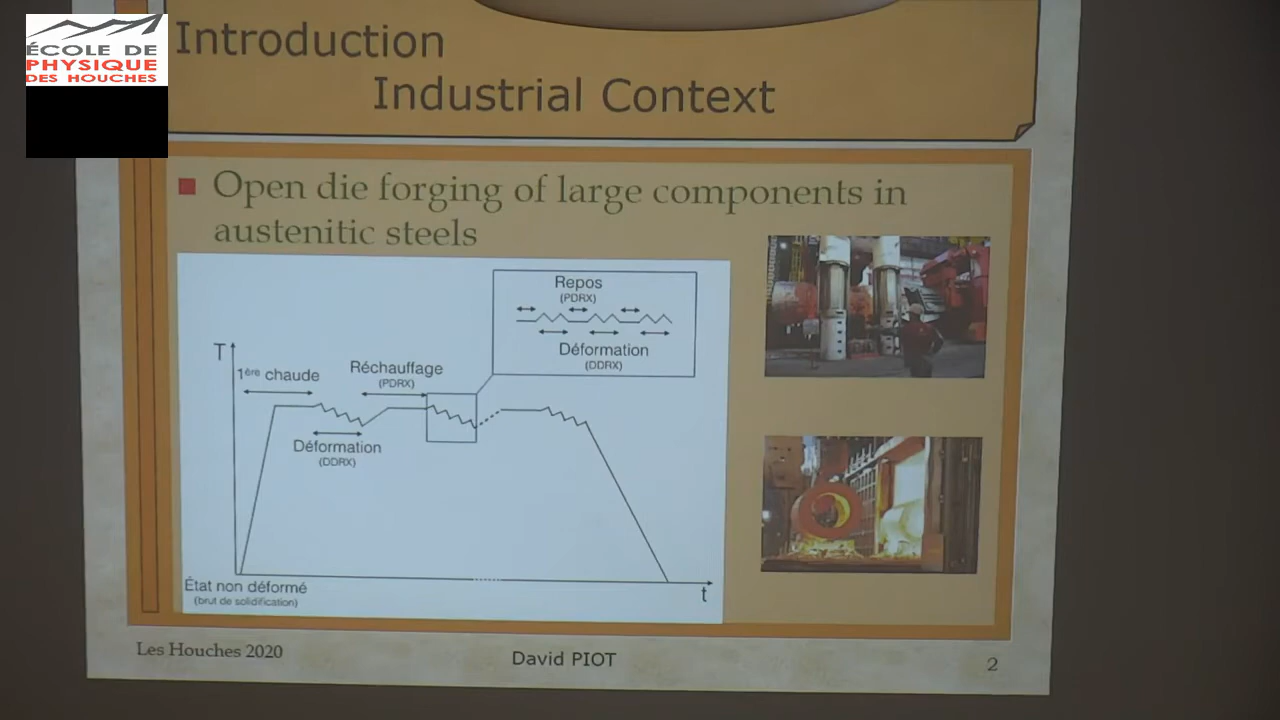 ÉCOLE DE
PHYSIQUE
DES HOUCHES
Introduction
Industrial Context
Open die forging of large components in
austenitic steels
Repos
(PDRX)
Déformation
(DDRX)
T
1ère chaude
Réchauffage
(PDRX)
Déformation
(DDRX)
État non déformé
(brut de solidification)
t
Les Houches 2020
David PIOT
2